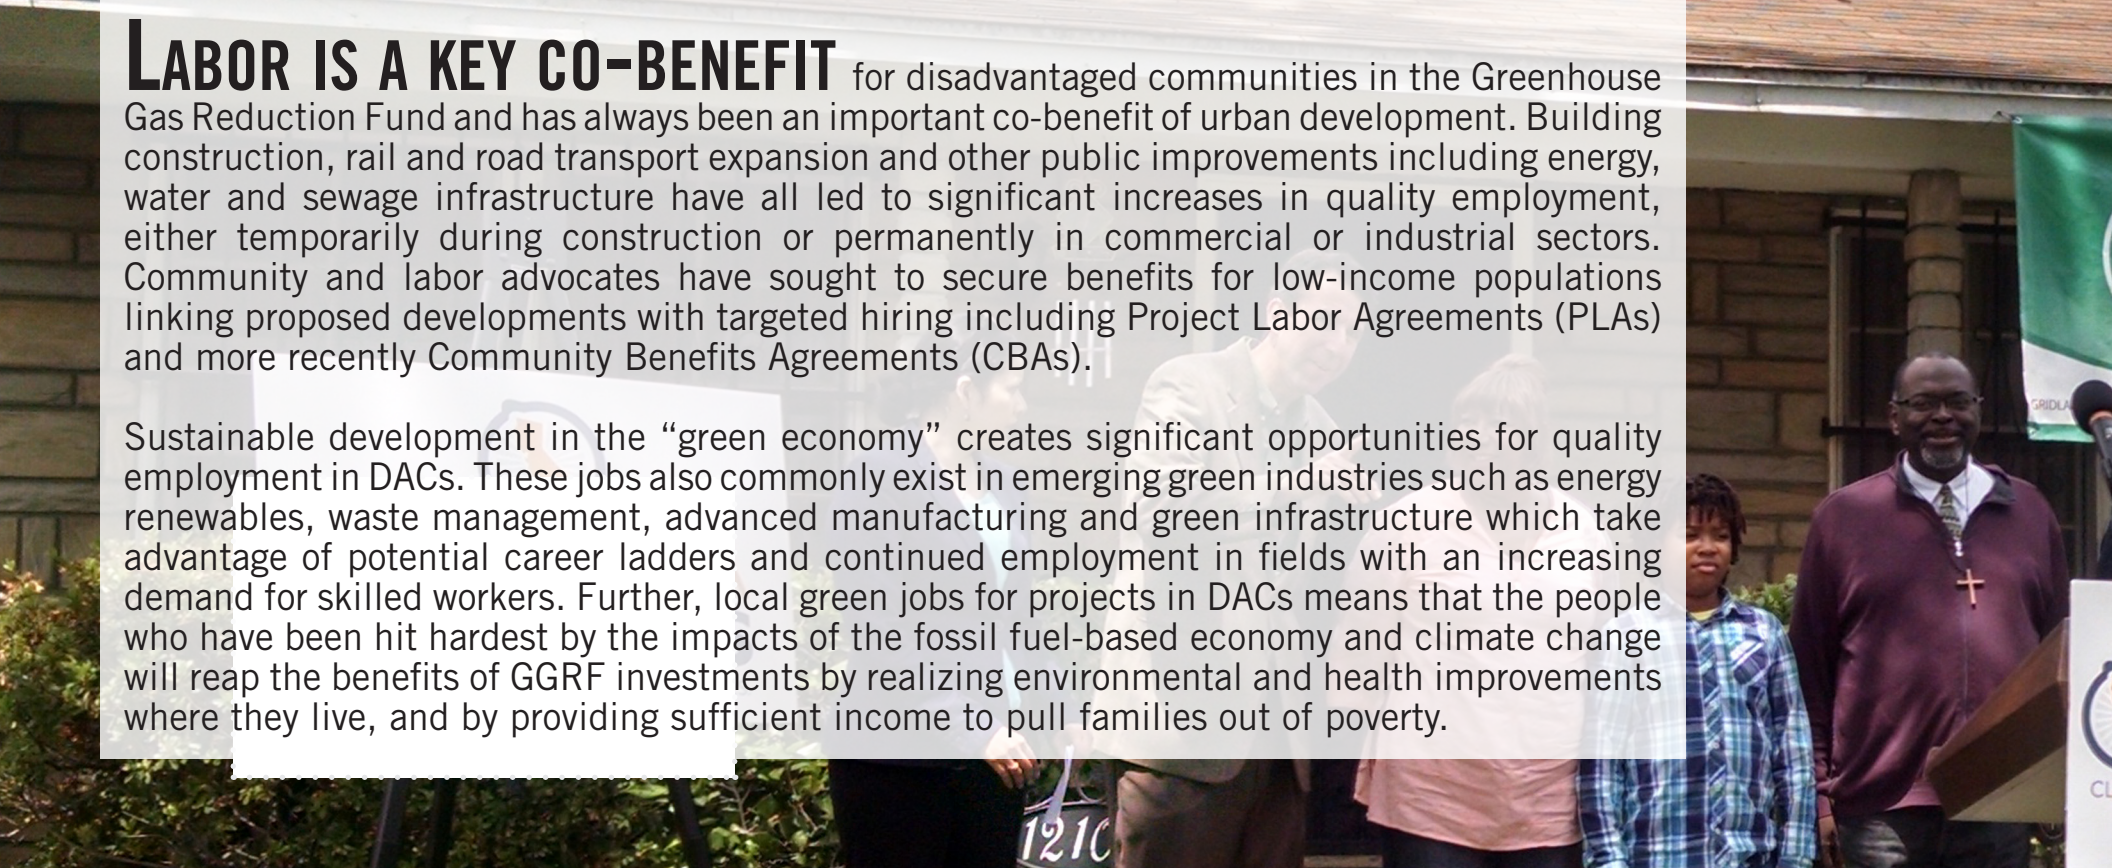 LABOR IS A KEY CO-BENEFIT for disadvantaged communities in the Greenhouse
Gas Reduction Fund and has always been an important co-benefit of urban development. Building
construction, rail and road transport expansion and other public improvements including energy,
water and sewage infrastructure have all led to significant increases in quality employment,
either temporarily during construction or permanently in commercial or industrial sectors.
Community and labor advocates have sought to secure benefits for low-income populations
linking proposed developments with targeted hiring including Project Labor Agreements (PLAs)
and more recently Community Benefits Agreements (CBAs).
Sustainable development in the “green economy” creates significant opportunities for quality
employment in DACs. These jobs also commonly exist in emerging green industries such as energy
renewables, waste management, advanced manufacturing and green infrastructure which take
advantage of potential career ladders and continued employment in fields with an increasing
demand for skilled workers. Further, local green jobs for projects in DACs means that the people
who have been hit hardest by the impacts of the fossil fuel-based economy and climate change
will reap the benefits of GGRF investments by realizing environmental and health improvements
where they live, and by providing sufficient income to pull families out of poverty.
GRIDLA
CL
121